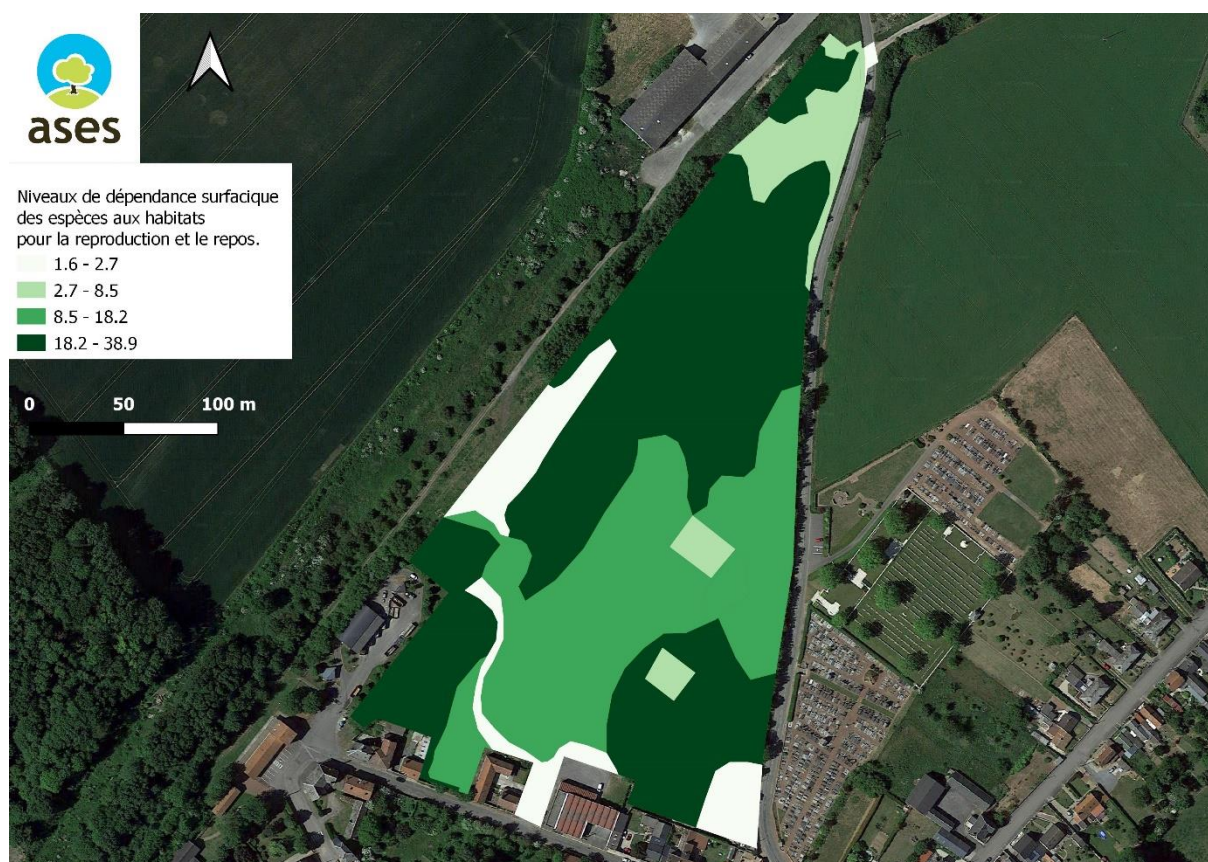 ases
Niveaux de dépendance surfacique
des espèces aux habitats
pour la reproduction et le repos.
1.6 - 2.7
2.7 - 8.5
8.5 - 18.2
18.2 - 38.9
0 50 100 m